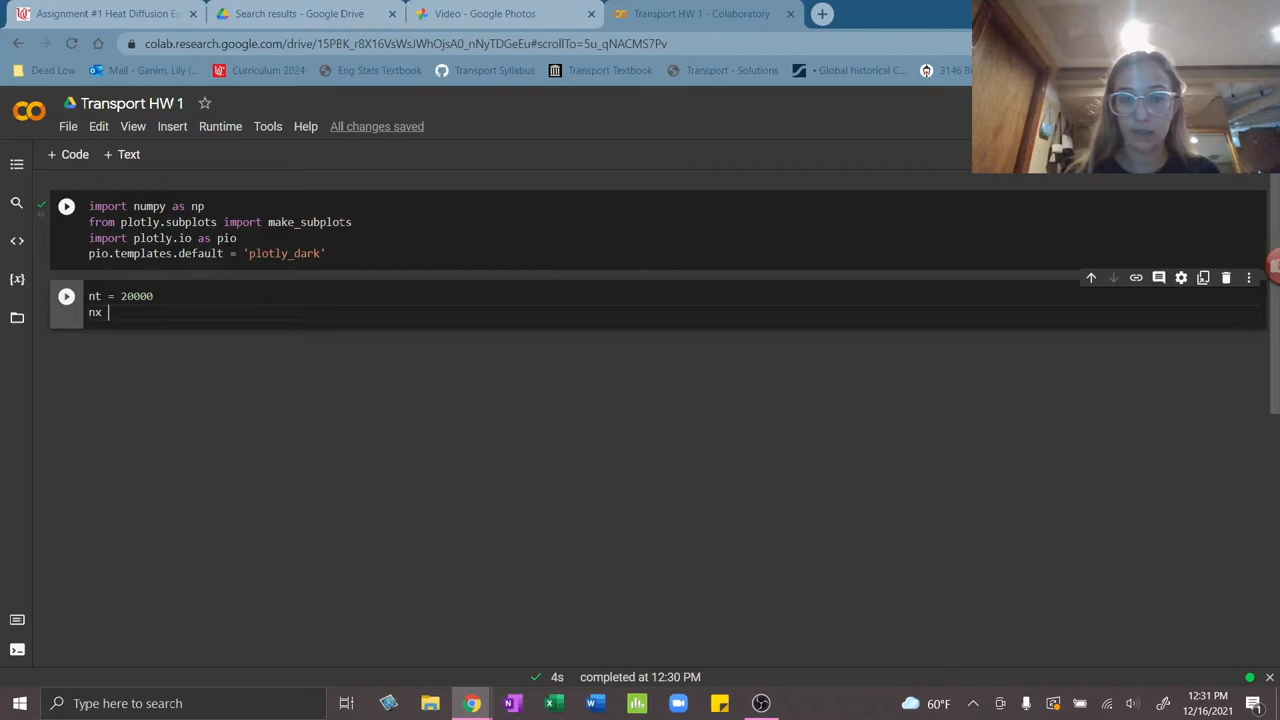 Assignment #1 Heat Diffusion Ed
Search results - Google Drive
Video - Google Photos
Transport HW 1 - Colaboratory
colab.research.google.com/drive/15PBK_r8X16VsWsJWhOjsA0_nNyTDGeEu#scrollTo=5u_qNACMS7Pv
Dead Low
Mail - Ganim, Lily (...
Curriculum 2024
Eng Stats Textbook
Transport Syllabus
Transport Textbook
Transport - Solutions
• Global historical C...
3146 Bo
Transport HW 1
File Edit View Insert Runtime Tools Help All changes saved
+ Code + Text
4s
import numpy as np
from plotly.subplots import make_subplots
import plotly.io as pio
pio.templates.default = 'plotly_dark'
nt = 20000
nx
4s completed at 12:30 PM
Type here to search
60°F
12:31 PM
12/16/2021